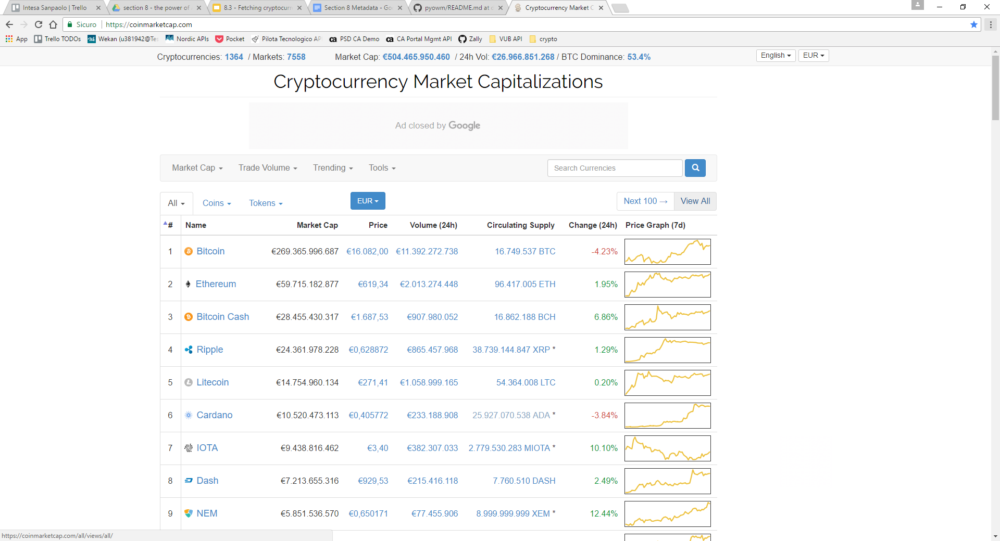 Intesa Sanpaolo | Trello
section 8 - the power of
8.3 - Fetching cryptocurr
Section 8 Metadata - Go
pyowm/README.md at
Cryptocurrency Market C
Sicuro https://coinmarketcap.com
App Trello TODOs Wekan (u381942@Tes Nordic APIs Pocket Pilota Tecnologico AP PSD CA Demo CA Portal Mgmt API Zally VUB API crypto
Cryptocurrencies: 1364 / Markets: 7558 Market Cap: €504.465.950.460 / 24h Vol: €26.966.851.268 / BTC Dominance: 53.4% English EUR
Cryptocurrency Market Capitalizations
Ad closed by Google
Market Cap Trade Volume Trending Tools Search Currencies
All Coins Tokens EUR Next 100 → View All
# Name Market Cap Price Volume (24h) Circulating Supply Change (24h) Price Graph (7d)
1 Bitcoin €269.365.996.687 €16.082,00 €11.392.272.738 16.749.537 BTC -4.23%
2 Ethereum €59.715.182.877 €619,34 €2.013.274.448 96.417.005 ETH 1.95%
3 Bitcoin Cash €28.455.430.317 €1.687,53 €907.980.052 16.862.188 BCH 6.86%
4 Ripple €24.361.978.228 €0,628872 €865.457.968 38.739.144.847 XRP * 1.29%
5 Litecoin €14.754.960.134 €271,41 €1.058.999.165 54.364.008 LTC 0.20%
6 Cardano €10.520.473.113 €0,405772 €233.188.908 25.927.070.538 ADA * -3.84%
7 IOTA €9.438.816.462 €3,40 €382.307.033 2.779.530.283 MIOTA * 10.10%
8 Dash €7.213.655.316 €929,53 €215.416.118 7.760.510 DASH 2.49%
9 NEM €5.851.536.570 €0,650171 €77.455.906 8.999.999.999 XEM * 12.44%
https://coinmarketcap.com/all/views/all/